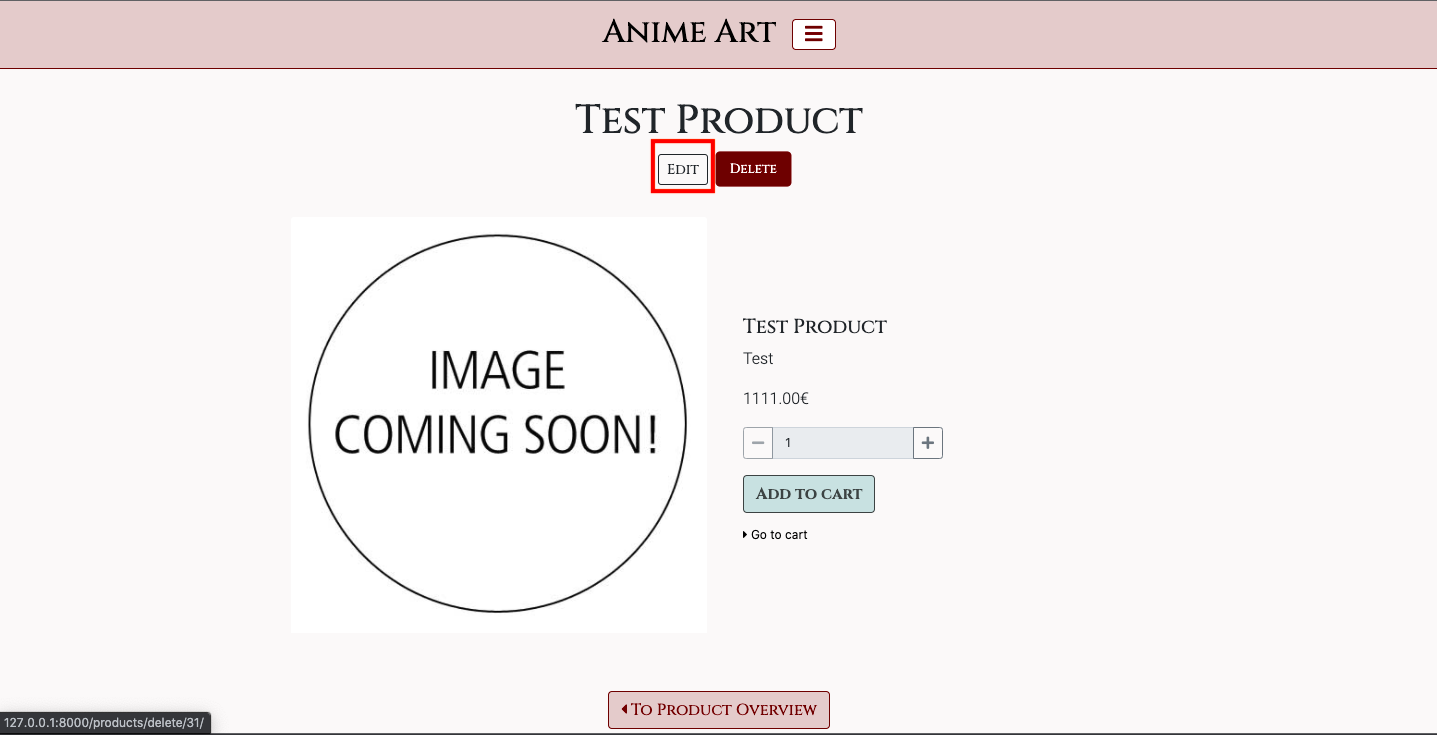 Anime Art
Test Product
Edit
Delete
IMAGE
COMING SOON!
Test Product
Test
1111.00€
1
Add to cart
Go to cart
To Product Overview
127.0.0.1:8000/products/delete/31/